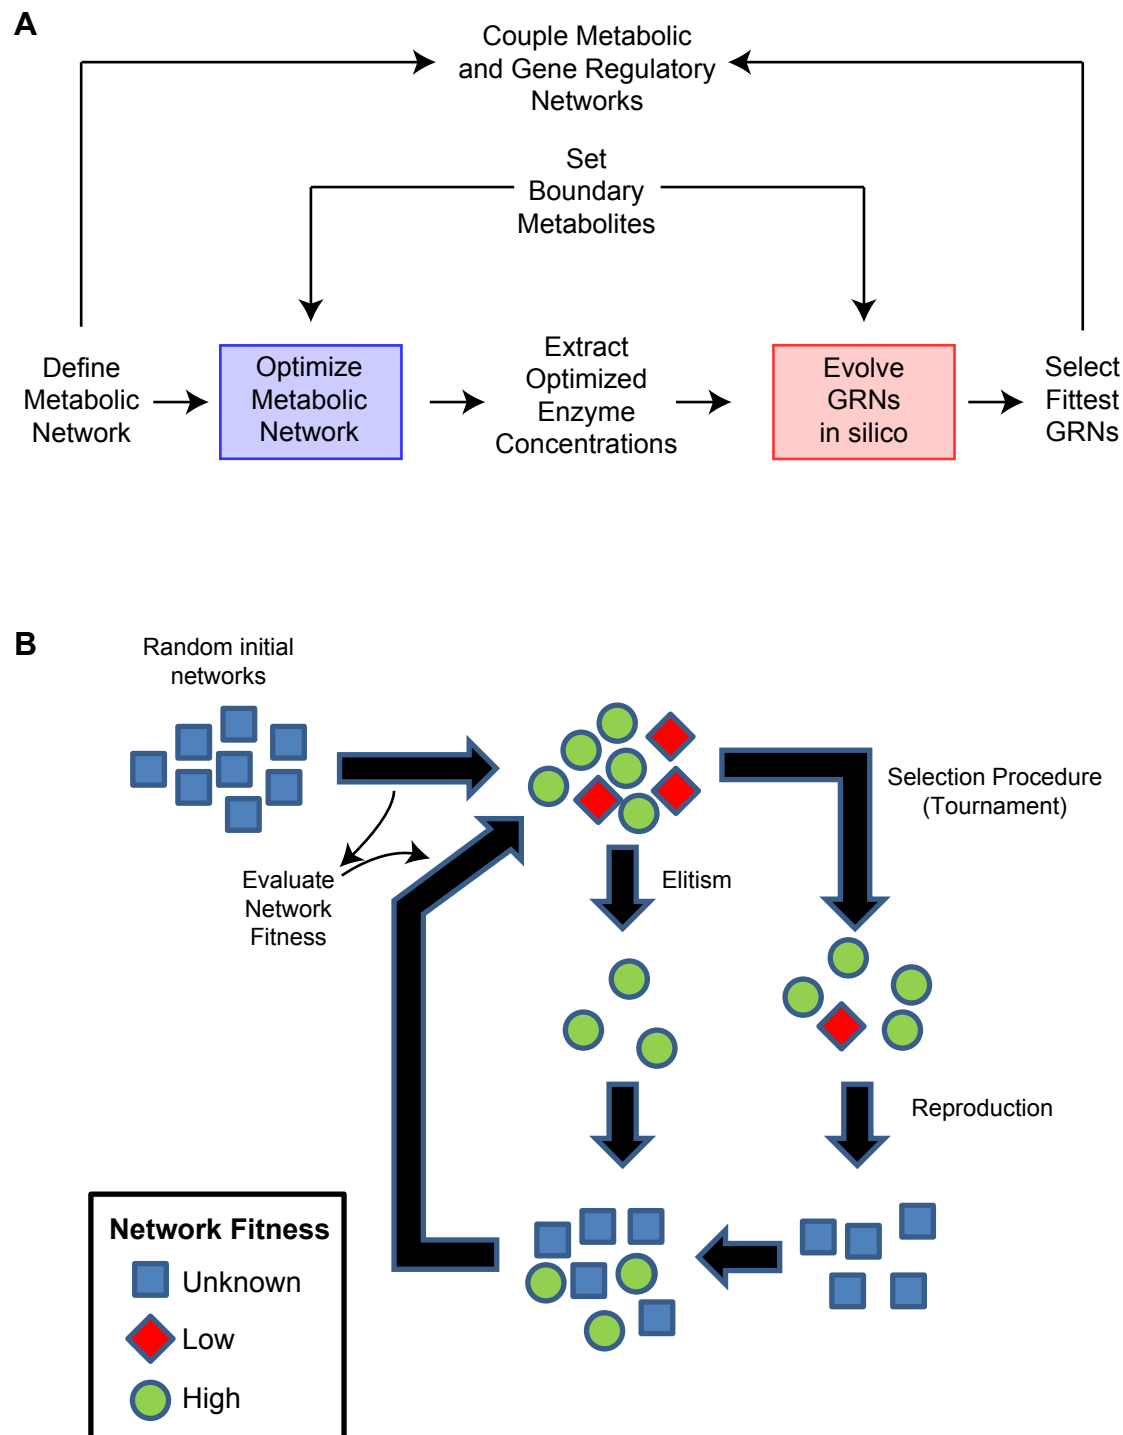 A
Couple Metabolic
and Gene Regulatory
Networks
Set
Boundary
Metabolites
Define
Metabolic
Network
Optimize
Metabolic
Network
Extract
Optimized
Enzyme
Concentrations
Evolve
GRNs
in silico
Select
Fittest
GRNs
B
Random initial
networks
Selection Procedure
(Tournament)
Evaluate
Network
Fitness
Elitism
Reproduction
Network Fitness
Unknown
Low
High